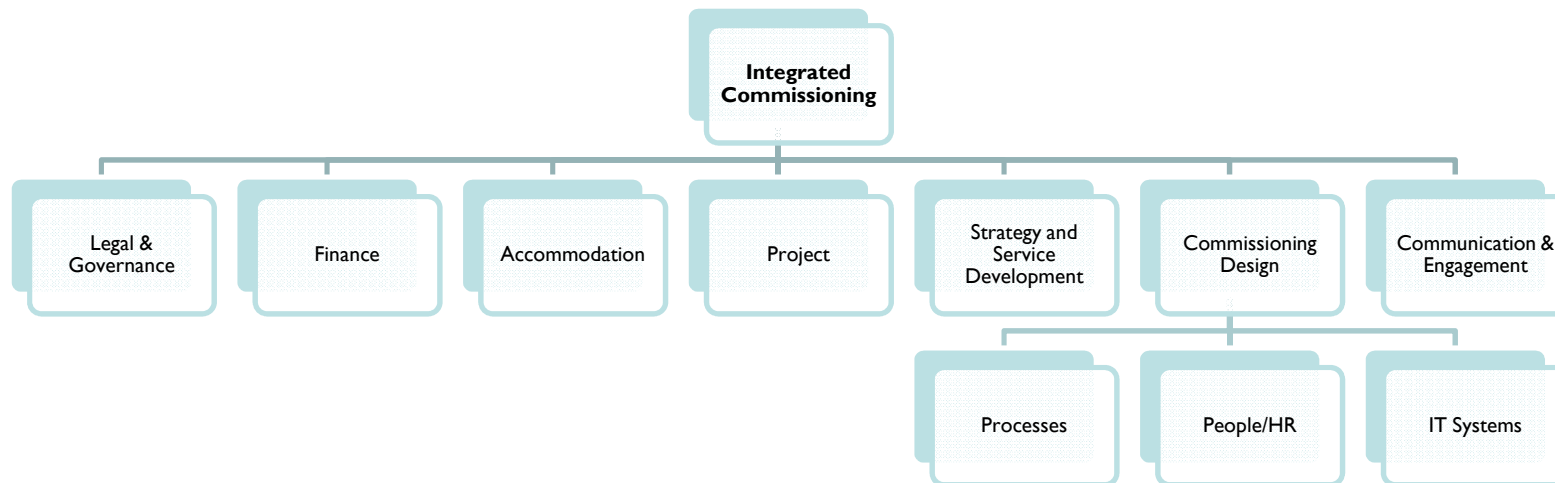 Integrated
Commissioning
Legal &
Governance
Finance
Accommodation
Project
Strategy and
Service
Development
Commissioning
Design
Communication &
Engagement
Processes
People/HR
IT Systems